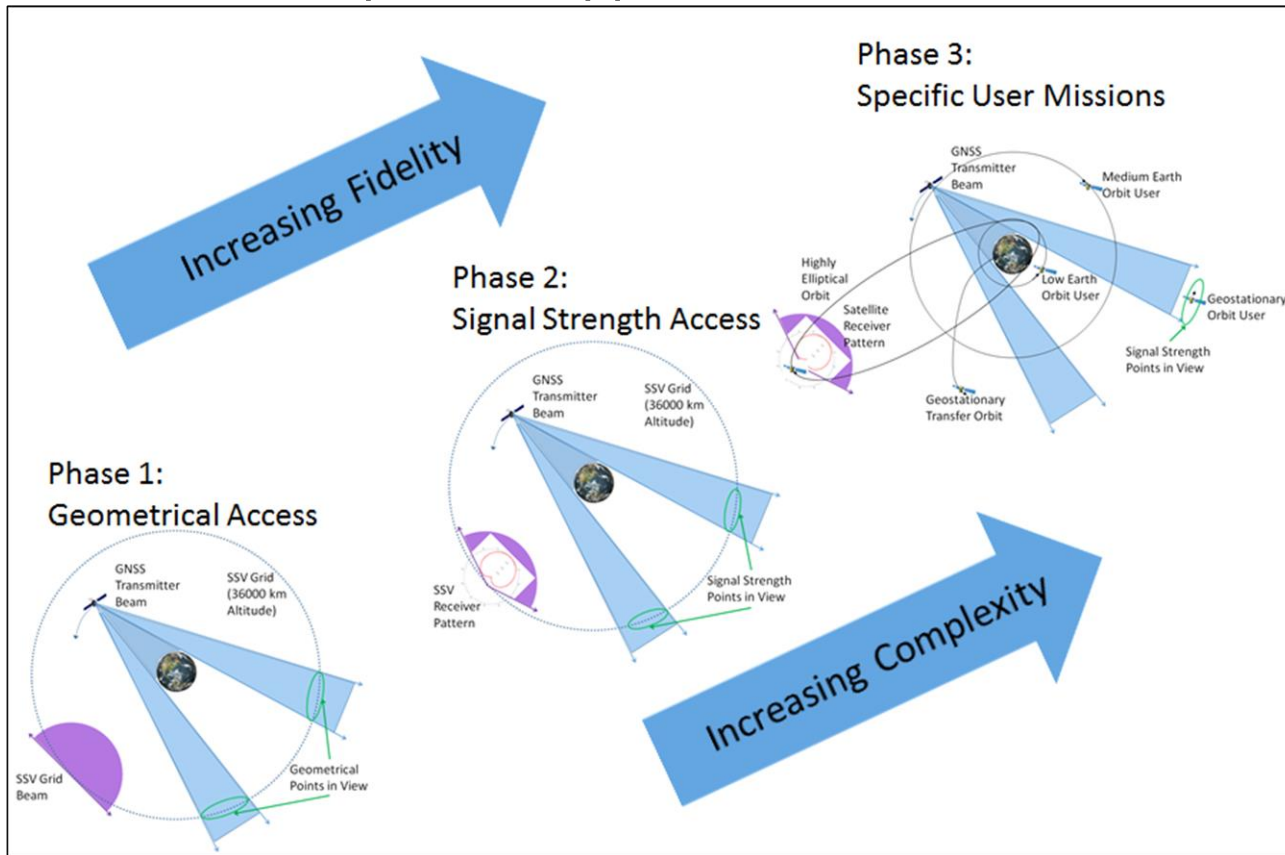 Phase 3:
Specific User Missions
GNSS
Transmitter
Beam
Medium Earth
Orbit User
Highly
Elliptical
Orbit
Satellite
Receiver
Pattern
Low Earth
Orbit User
Geostationary
Orbit User
Signal Strength
Points in View
Geostationary
Transfer Orbit
Increasing Fidelity
Phase 2:
Signal Strength Access
GNSS
Transmitter
Beam
SSV Grid
(36000 km
Altitude)
SSV
Receiver
Pattern
Signal Strength
Points in View
Phase 1:
Geometrical Access
GNSS
Transmitter
Beam
SSV Grid
(36000 km
Altitude)
SSV Grid
Beam
Geometrical
Points in View
Increasing Complexity